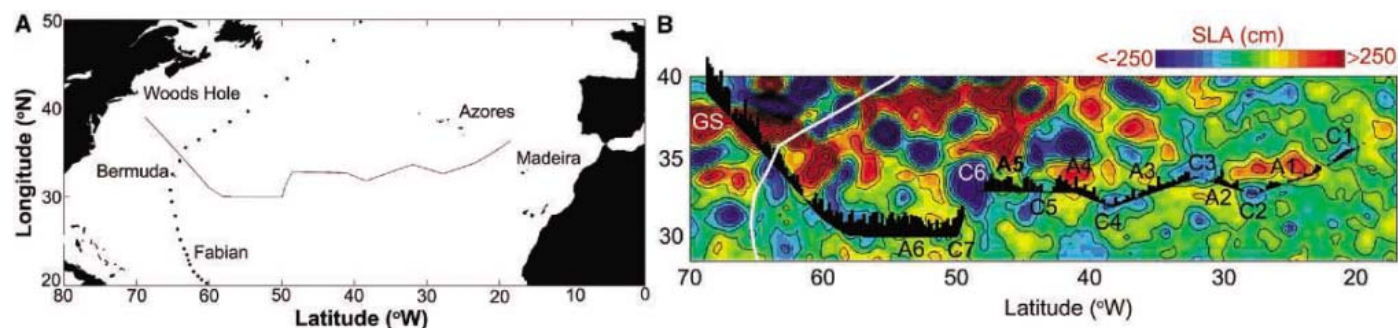 A
50
40
30
20
80
70
60
50
40
30
20
10
0
Longitude (°N)
Latitude (°W)
Woods Hole
Azores
Bermuda
Madeira
Fabian
B
SLA (cm)
<-250
>250
40
35
30
70
60
50
40
30
20
Latitude (°W)
GS
C1
C6
A5
A4
A3
C3
A1
C5
C4
A2
C2
A6
C7